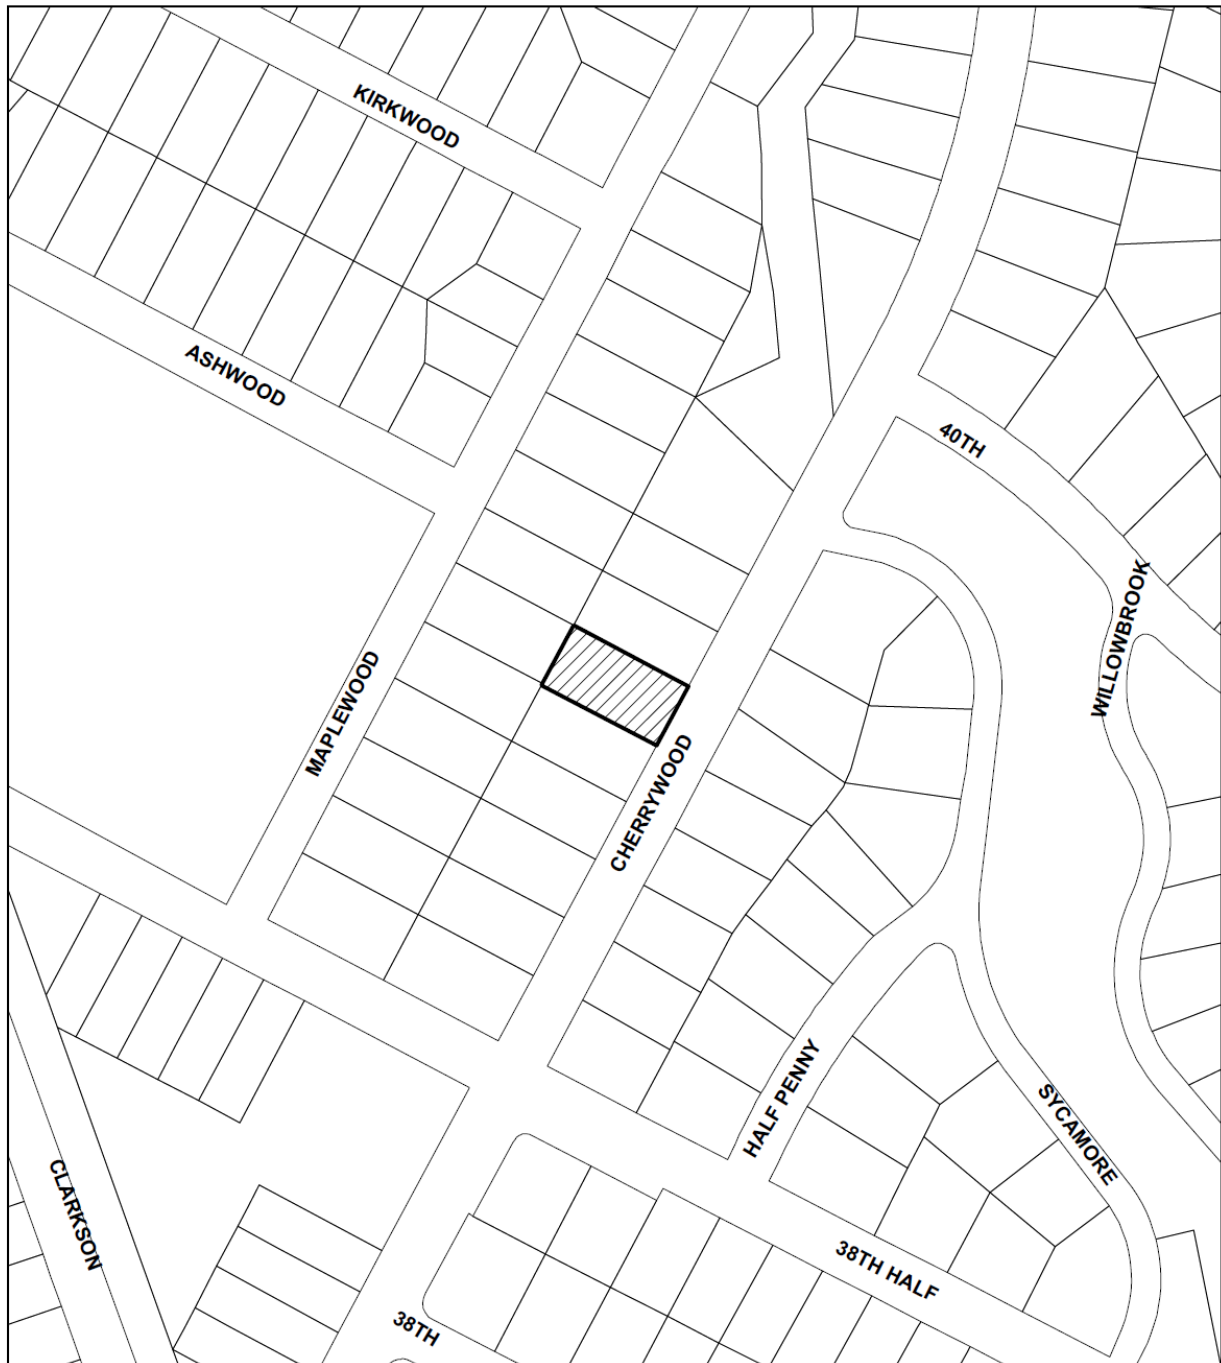 KIRKWOOD
ASHWOOD
40TH
WILLOWBROOK
MAPLEWOOD
CHERRYWOOD
HALF PENNY
SYCAMORE
CLARKSON
38TH HALF
38TH